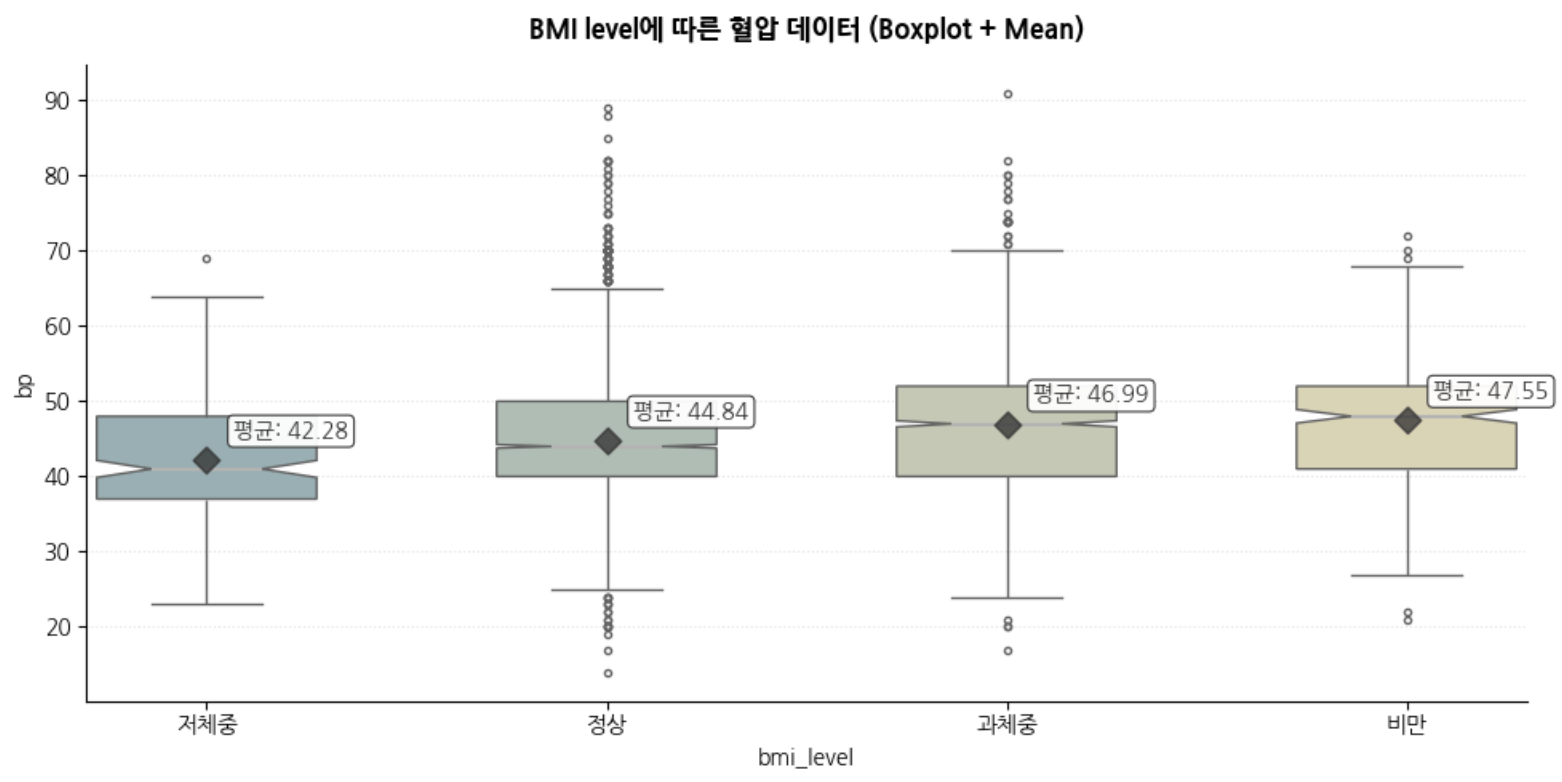 BMI level에 따른 혈압 데이터 (Boxplot + Mean)
90
80
70
60
50
40
30
20
bp
평균: 42.28
평균: 44.84
평균: 46.99
평균: 47.55
저체중
정상
과체중
비만
bmi_level